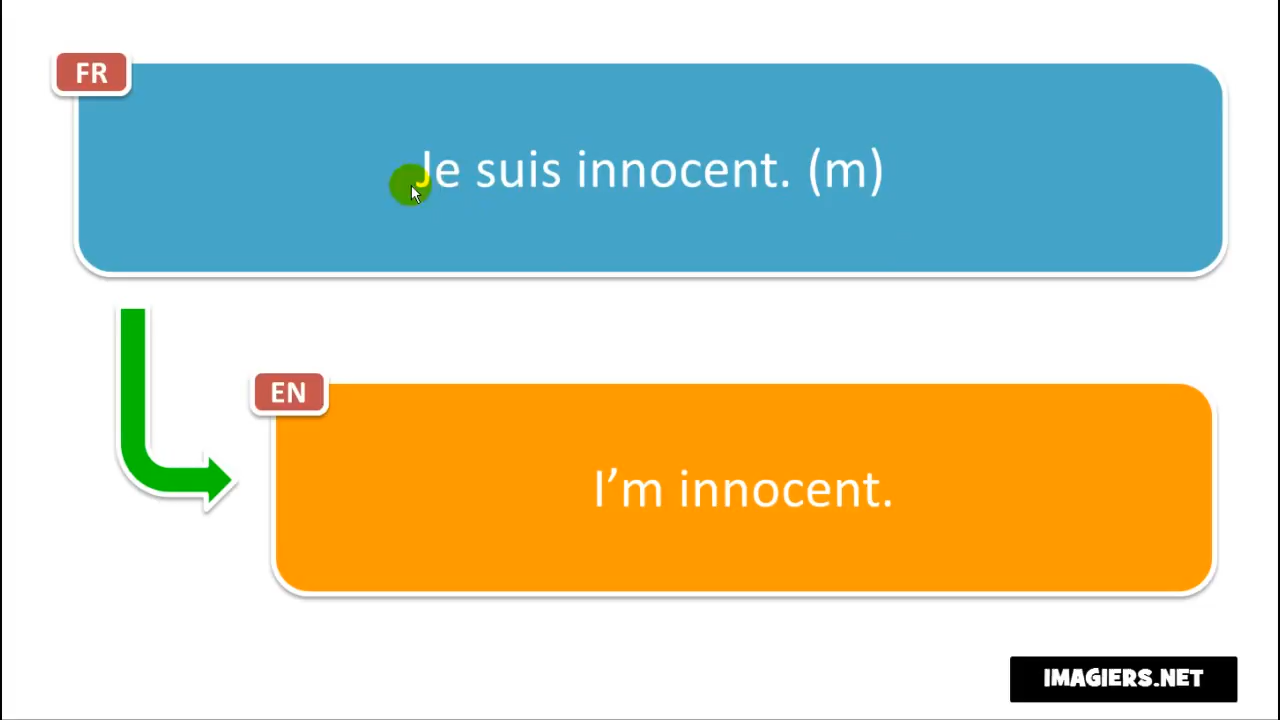 FR
Je suis innocent. (m)
EN
I’m innocent.
IMAGIERS.NET